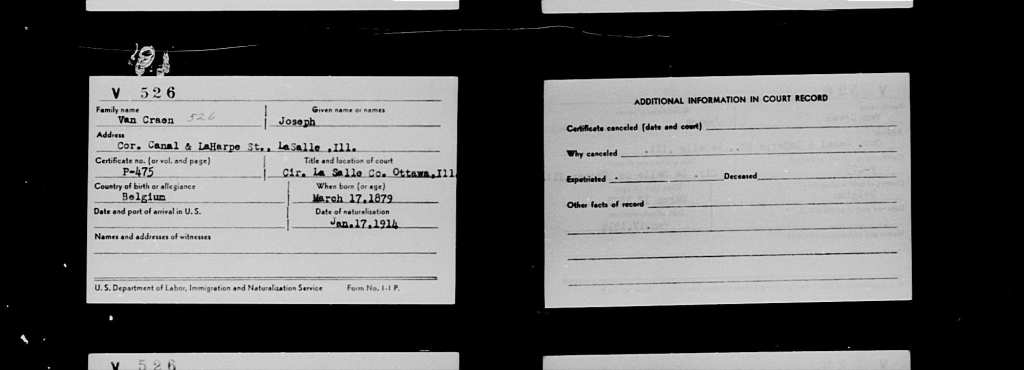 V 526
Family name Given name or names
Van Craen 526 Joseph
Address
Cor. Canal & LaHarpe St., LaSalle ,Ill.
Certificate no. (or vol. and page) Title and location of court
P-475 Cir. La Salle Co. Ottawa,Ill
Country of birth or allegiance When born (or age)
Belgium March 17,1879
Date and port of arrival in U.S. Date of naturalization
Jan.17,1914
Names and addresses of witnesses
U. S. Department of Labor, Immigration and Naturalization Service Form No. 1-1 P.
ADDITIONAL INFORMATION IN COURT RECORD
Certificate canceled (date and court)
Why canceled
Expatriated Deceased
Other facts of record
V 526